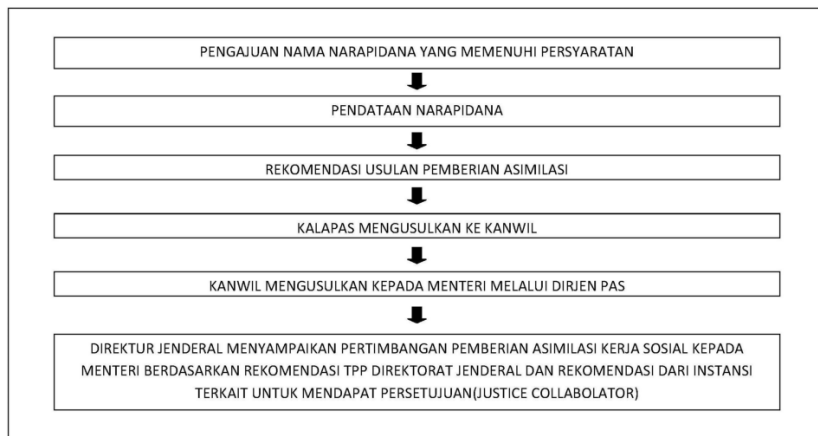 PENGAJUAN NAMA NARAPIDANA YANG MEMENUHI PERSYARATAN
PENDATAAN NARAPIDANA
REKOMENDASI USULAN PEMBERIAN ASIMILASI
KALAPAS MENGUSULKAN KE KANWIL
KANWIL MENGUSULKAN KEPADA MENTERI MELALUI DIRJEN PAS
DIREKTUR JENDERAL MENYAMPAIKAN PERTIMBANGAN PEMBERIAN ASIMILASI KERJA SOSIAL KEPADA
MENTERI BERDASARKAN REKOMENDASI TPP DIREKTORAT JENDERAL DAN REKOMENDASI DARI INSTANSI
TERKAIT UNTUK MENDAPAT PERSETUJUAN(JUSTICE COLLABOLATOR)